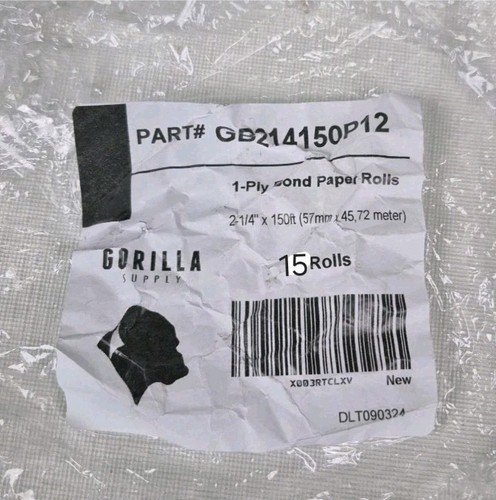 PART# GB214150P12
1-Ply Bond Paper Rolls
2-1/4" x 150ft (57mm x 45,72 meter)
GORILLA
SUPPLY
15 Rolls
X003RTCLXV
New
DLT090324